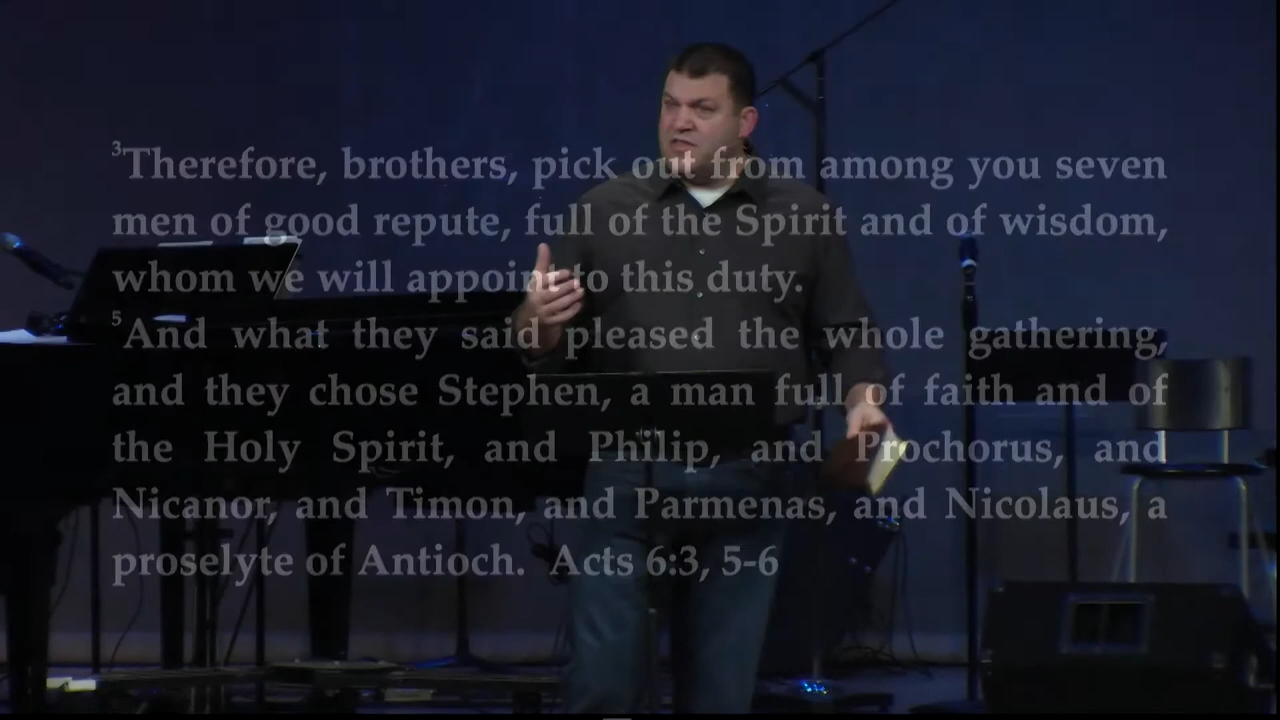 ³Therefore, brothers, pick out from among you seven
men of good repute, full of the Spirit and of wisdom,
whom we will appoint to this duty.
⁵And what they said pleased the whole gathering,
and they chose Stephen, a man full of faith and of
the Holy Spirit, and Philip, and Prochorus, and
Nicanor, and Timon, and Parmenas, and Nicolaus, a
proselyte of Antioch. Acts 6:3, 5-6